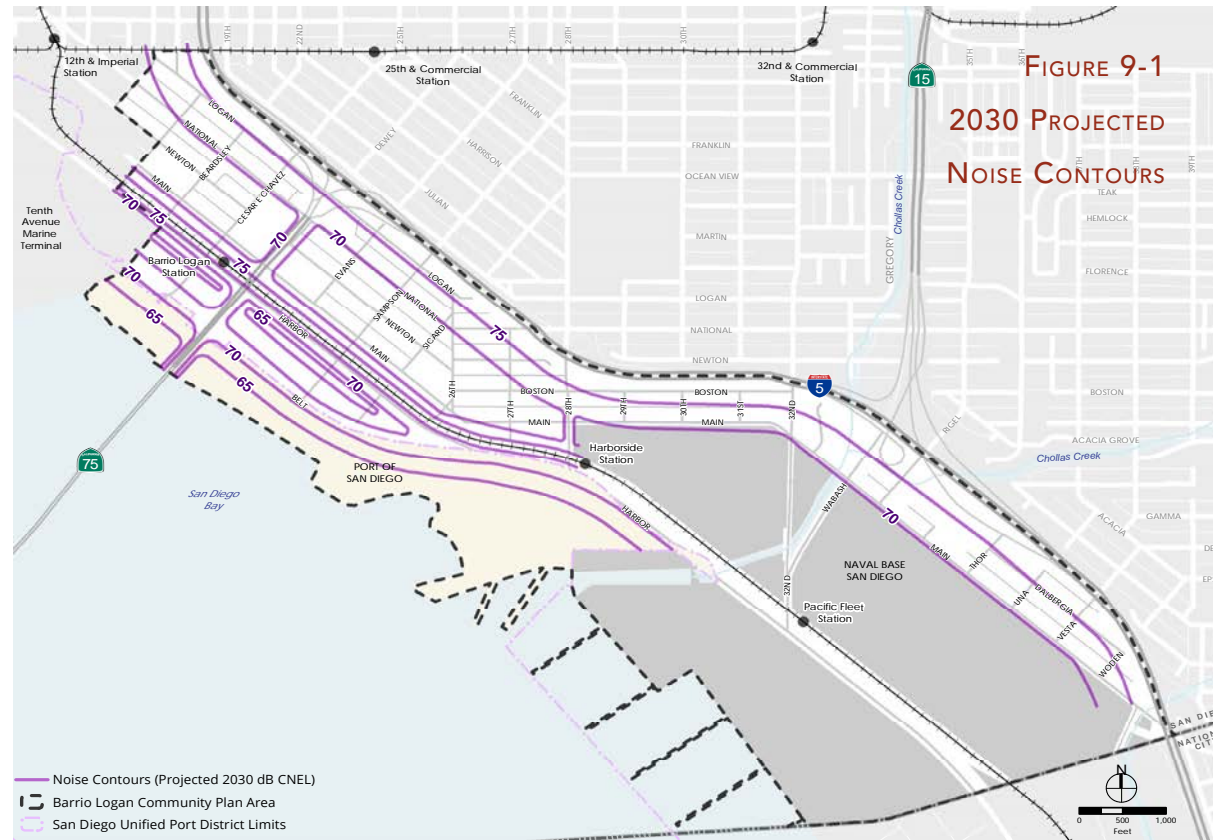 FIGURE 9-1
2030 PROJECTED
NOISE CONTOURS
19TH
22ND
25TH
27TH
28TH
30TH
35TH
36TH
12th & Imperial
Station
25th & Commercial
Station
32nd & Commercial
Station
15
39TH
FRANKLIN
DEWEY
HARRISON
JULIAN
FRANKLIN
OCEAN VIEW
MARTIN
LOGAN
NATIONAL
NEWTON
GREGORY
Chollas Creek
TEAK
HEMLOCK
FLORENCE
BOSTON
ACACIA GROVE
Chollas Creek
RIGEL
ACACIA
GAMMA
LOGAN
NATIONAL
BEARDSLEY
NEWTON
MAIN
CESAR E CHAVEZ
70
75
70
70
Tenth
Avenue
Marine
Terminal
Barrio Logan
Station
75
70
65
EVANS
LOGAN
SAMPSON
NATIONAL
NEWTON
SICARD
MAIN
65
HARBOR
70
70
65
BELT
75
26TH
BOSTON
27TH
28TH
29TH
BOSTON
30TH
31ST
32ND
5
MAIN
MAIN
Harborside
Station
75
San Diego
Bay
PORT OF
SAN DIEGO
HARBOR
WABASH
70
MAIN
THOR
NAVAL BASE
SAN DIEGO
32ND
UNA
DALBERGIA
VESTA
WODEN
Pacific Fleet
Station
SAN DIE
NATION
CIT
Noise Contours (Projected 2030 dB CNEL)
Barrio Logan Community Plan Area
San Diego Unified Port District Limits
N
0 500 1,000
Feet